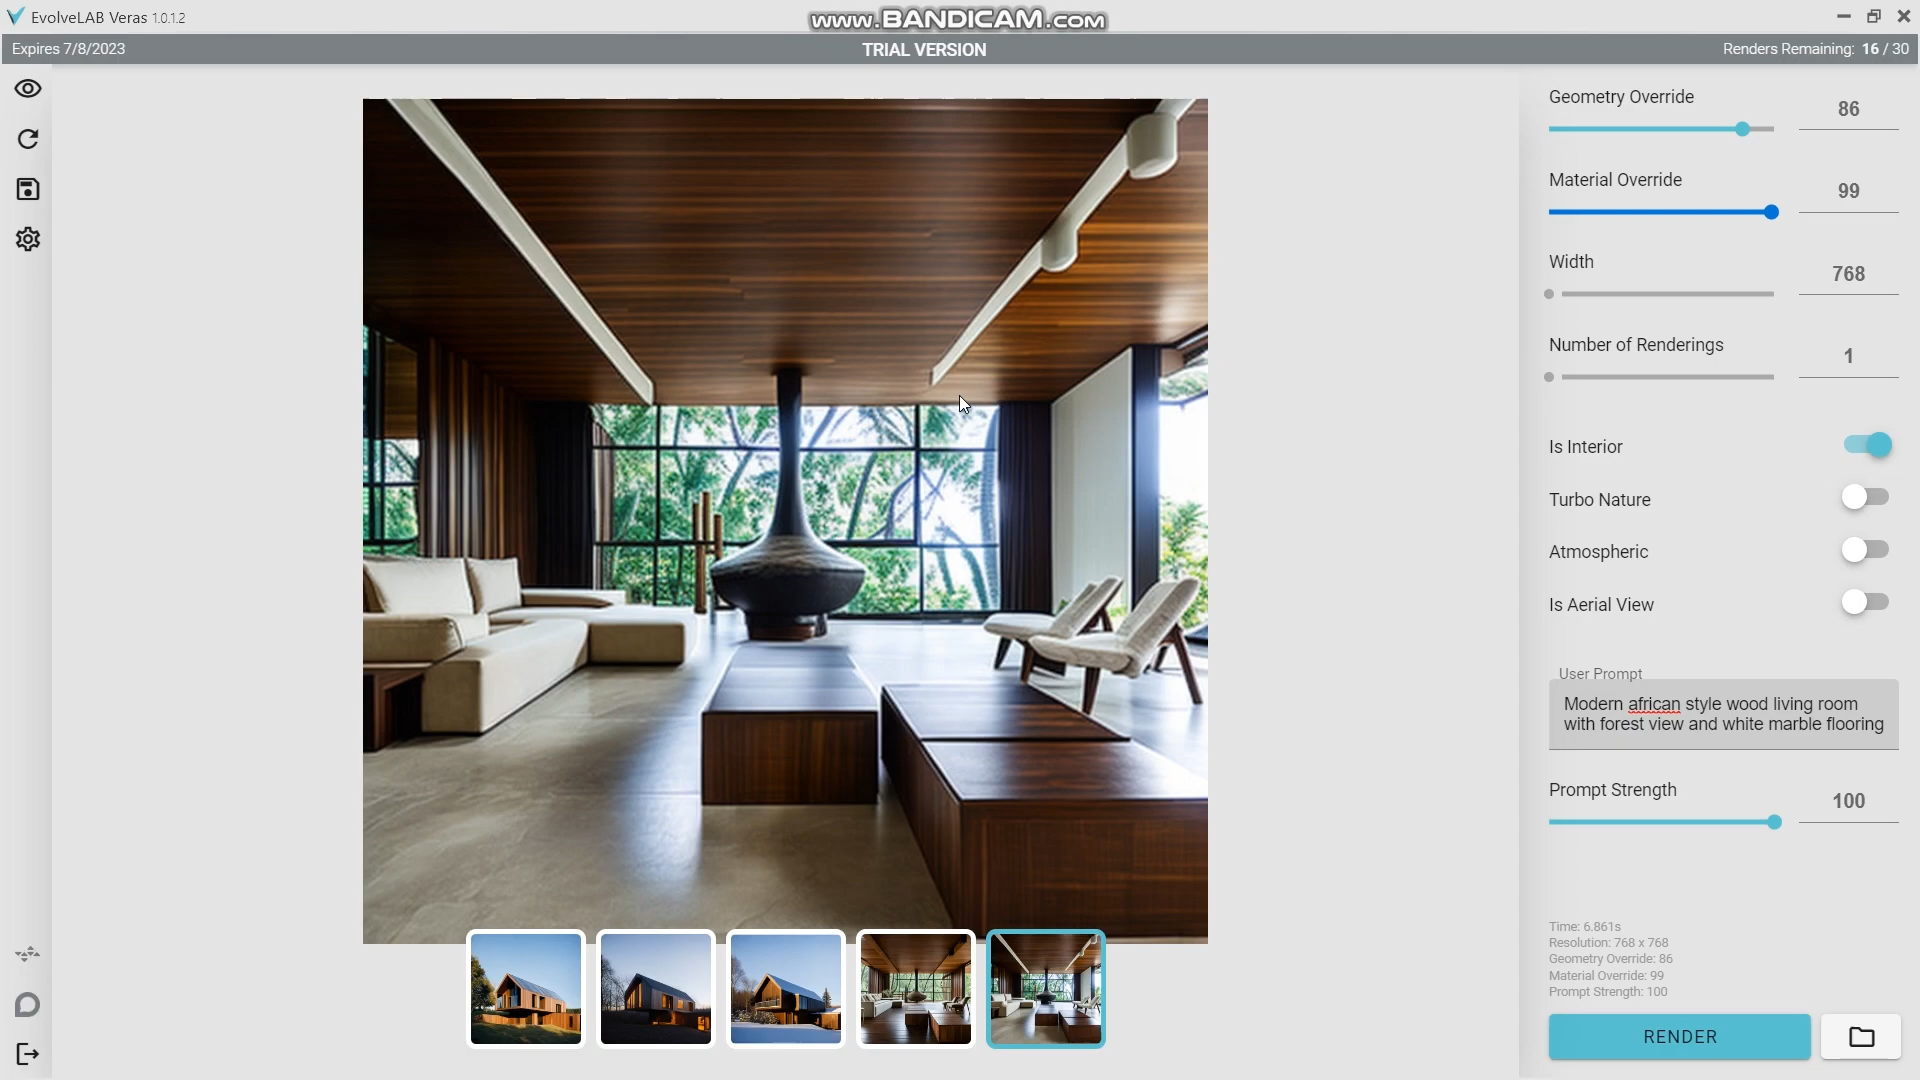 EvolveLAB Veras 1.0.1.2
www.BANDICAM.com
Expires 7/8/2023
TRIAL VERSION
Renders Remaining: 16 / 30
Geometry Override
86
Material Override
99
Width
768
Number of Renderings
1
Is Interior
Turbo Nature
Atmospheric
Is Aerial View
User Prompt
Modern african style wood living room
with forest view and white marble flooring
Prompt Strength
100
Time: 6.861s
Resolution: 768 x 768
Geometry Override: 86
Material Override: 99
Prompt Strength: 100
RENDER